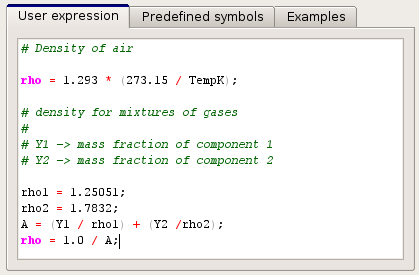 User expression Predefined symbols Examples
# Density of air
rho = 1.293 * (273.15 / TempK);
# density for mixtures of gases
#
# Y1 -> mass fraction of component 1
# Y2 -> mass fraction of component 2
rho1 = 1.25051;
rho2 = 1.7832;
A = (Y1 / rho1) + (Y2 /rho2);
rho = 1.0 / A;